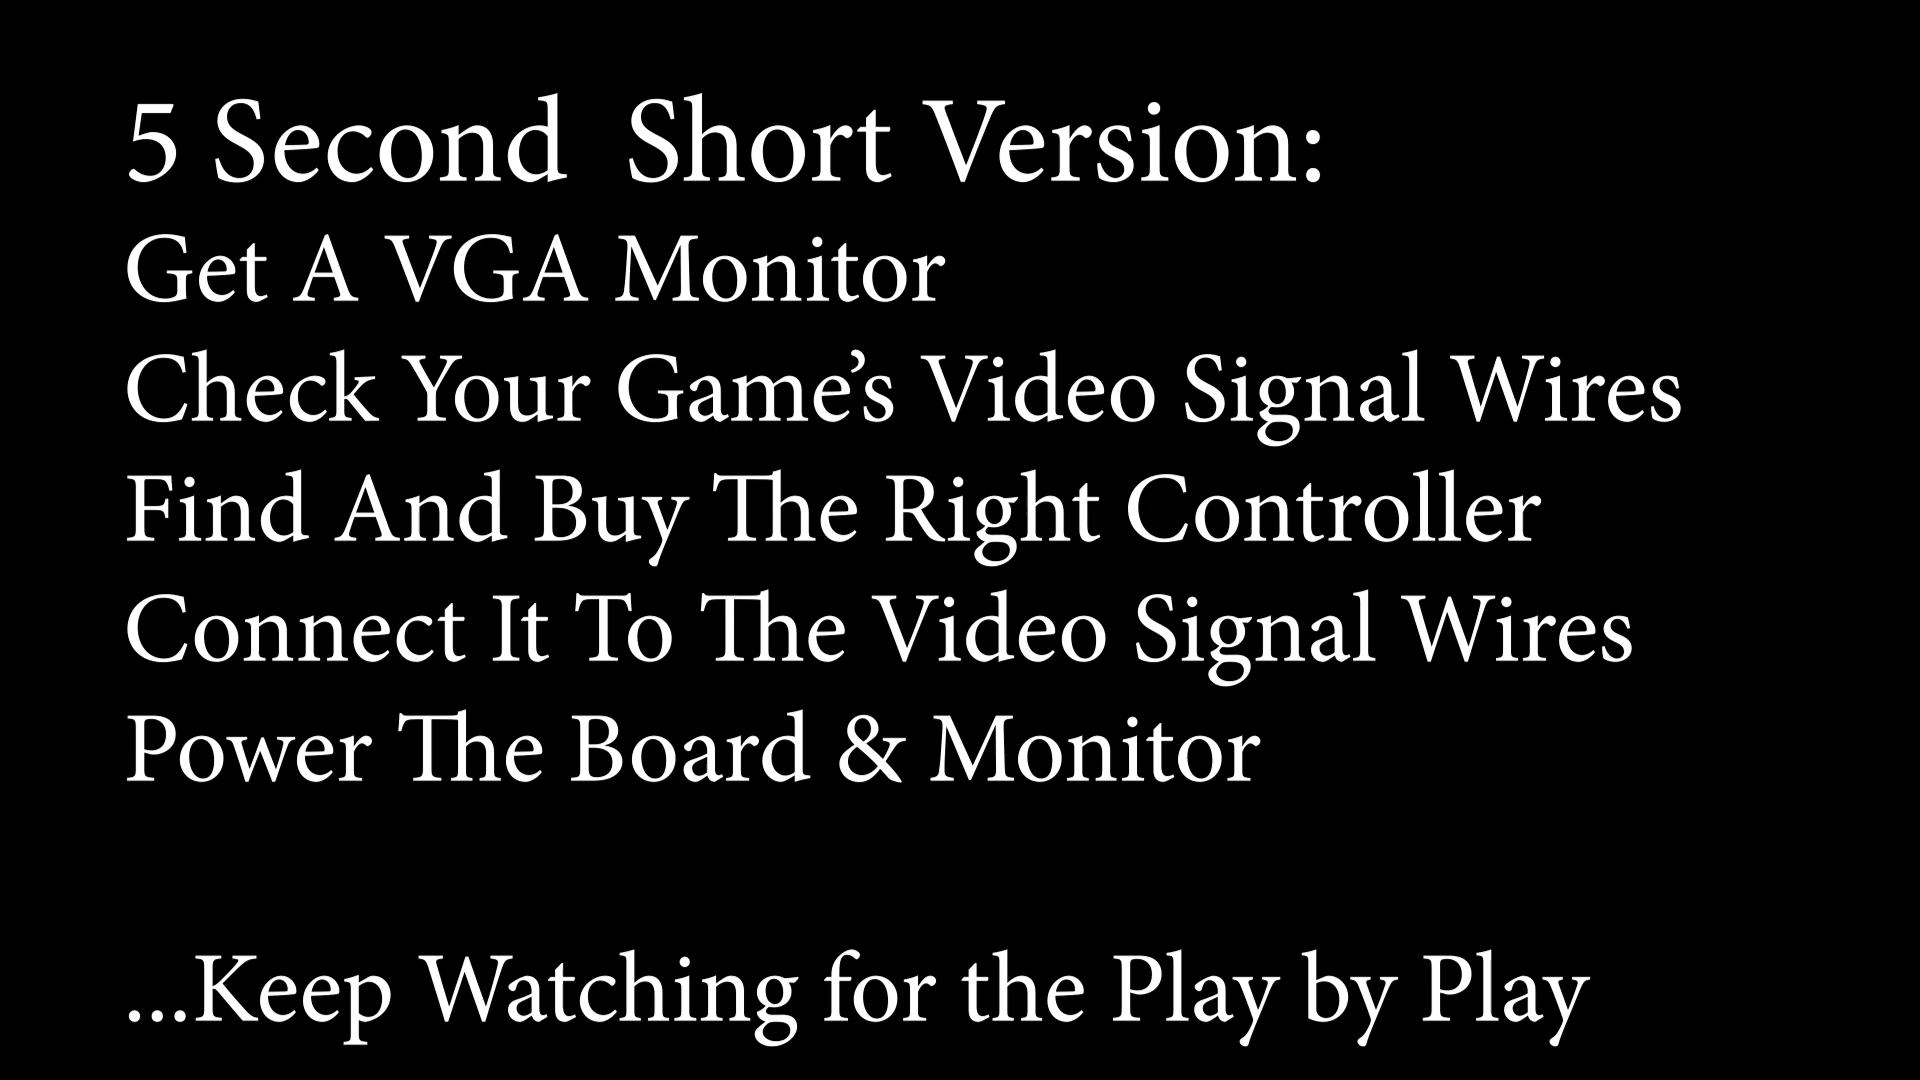 5 Second  Short Version:
Get A VGA Monitor
Check Your Game’s Video Signal Wires
Find And Buy The Right Controller
Connect It To The Video Signal Wires
Power The Board & Monitor
...Keep Watching for the Play by Play